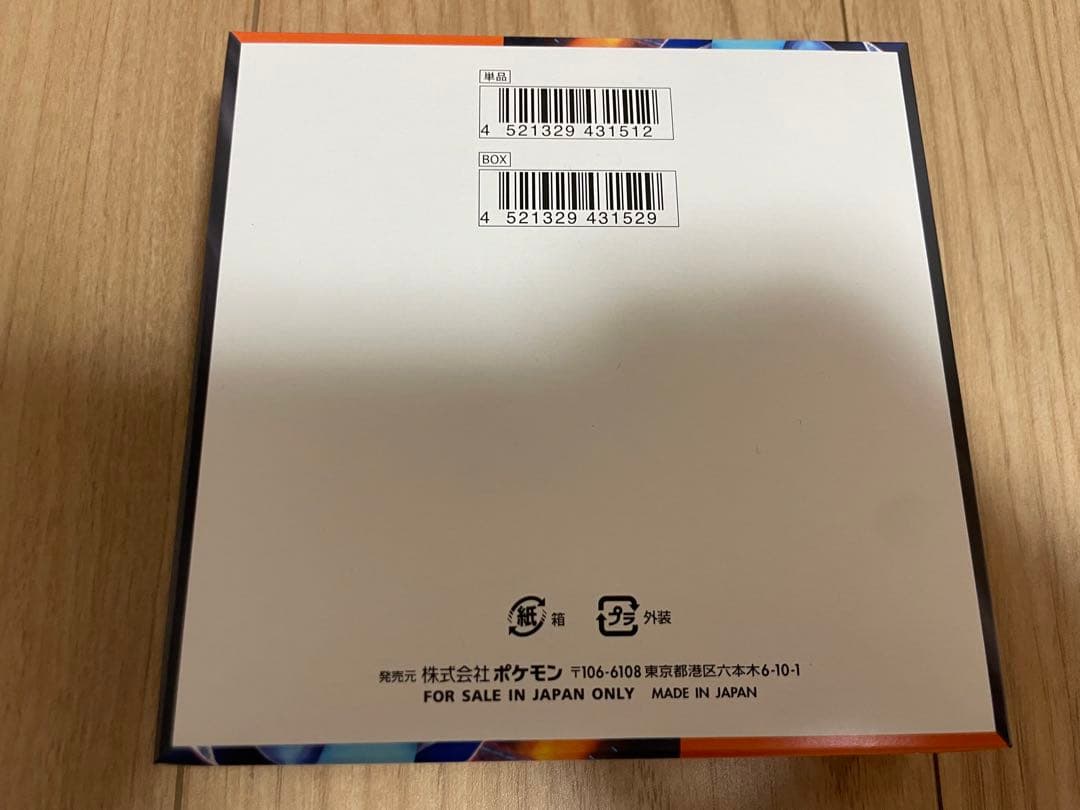 単品
4 521329 431512
BOX
4 521329 431529
紙 箱 プラ 外装
発売元 株式会社ポケモン 〒106-6108 東京都港区六本木6-10-1
FOR SALE IN JAPAN ONLY MADE IN JAPAN